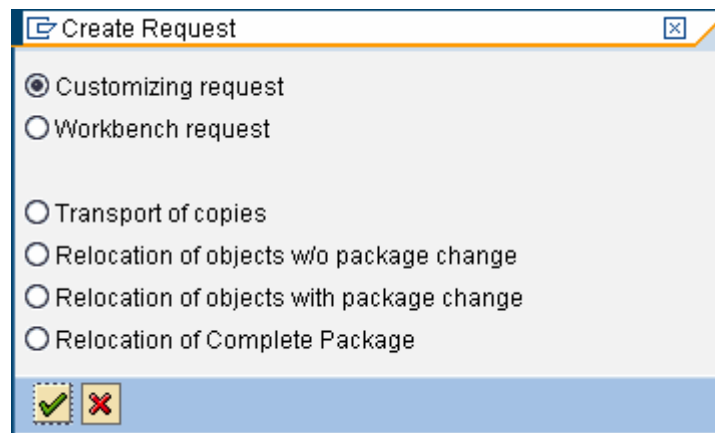 Create Request
Customizing request
Workbench request
Transport of copies
Relocation of objects w/o package change
Relocation of objects with package change
Relocation of Complete Package